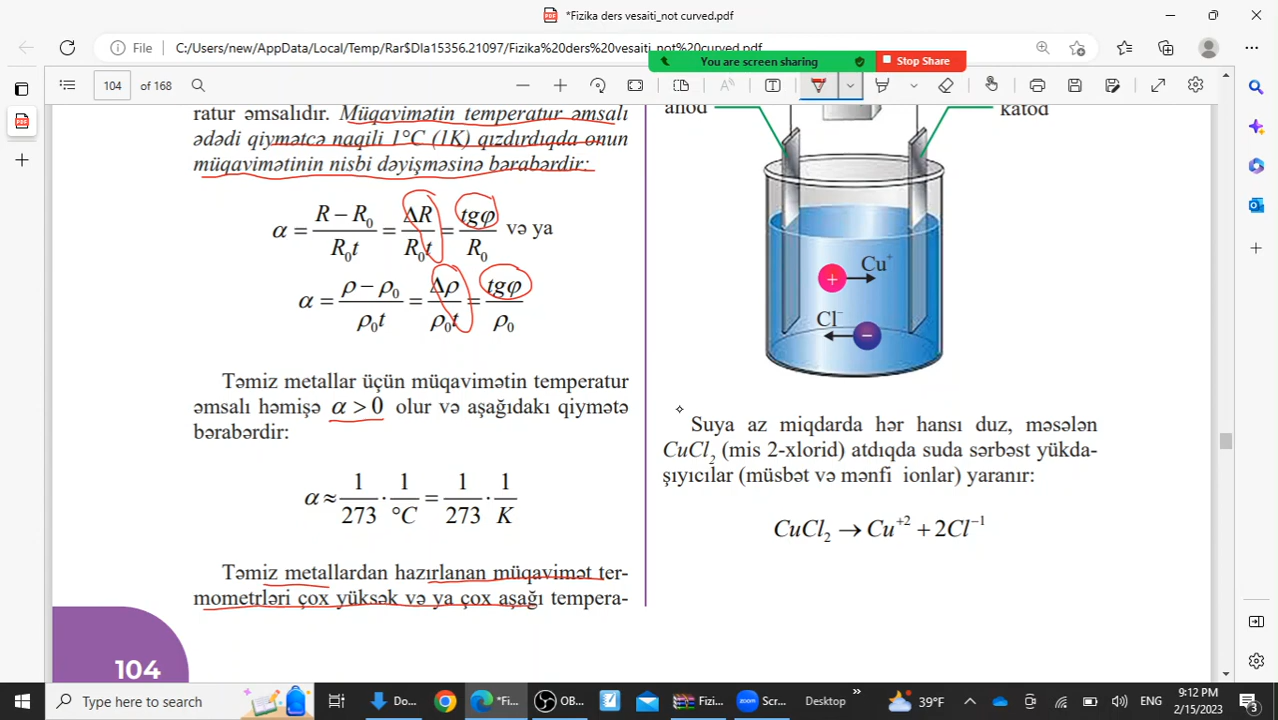 *Fizika ders vesaiti_not curved.pdf
File
C:/Users/new/AppData/Local/Temp/Rar$DIa15356.21097/Fizika%20ders%20vesaiti_not%20curved.pdf
You are screen sharing
Stop Share
104 of 168
ratur əmsalıdır. Müqavimətin temperatur əmsalı
ədədi qiymətcə naqili 1°C (1K) qızdırdıqda onun
müqavimətinin nisbi dəyişməsinə bərabərdir:
α = (R − R₀)/(R₀t) = ΔR/(R₀t) = tgφ/R₀ və ya
α = (ρ − ρ₀)/(ρ₀t) = Δρ/(ρ₀t) = tgφ/ρ₀
Təmiz metallar üçün müqavimətin temperatur
əmsalı həmişə α > 0 olur və aşağıdakı qiymətə
bərabərdir:
α ≈ 1/273 · 1/°C = 1/273 · 1/K
Təmiz metallardan hazırlanan müqavimət ter-
mometrləri çox yüksək və ya çox aşağı tempera-
104
anod
katod
Cu⁺
+
Cl⁻
−
Suya az miqdarda hər hansı duz, məsələn
CuCl₂ (mis 2-xlorid) atdıqda suda sərbəst yükda-
şıyıcılar (müsbət və mənfi ionlar) yaranır:
CuCl₂ → Cu⁺² + 2Cl⁻¹
Type here to search
Do...
*Fi...
OB...
Fizi...
zoom
Scr...
Desktop
39°F
ENG
9:12 PM
2/15/2023
3